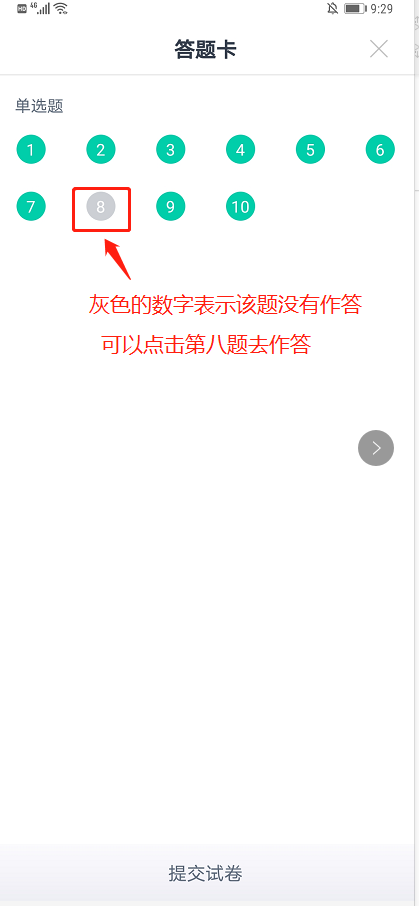 HD 4G 9:29
答题卡
单选题
1 2 3 4 5 6
7 8 9 10
灰色的数字表示该题没有作答
可以点击第八题去作答
提交试卷